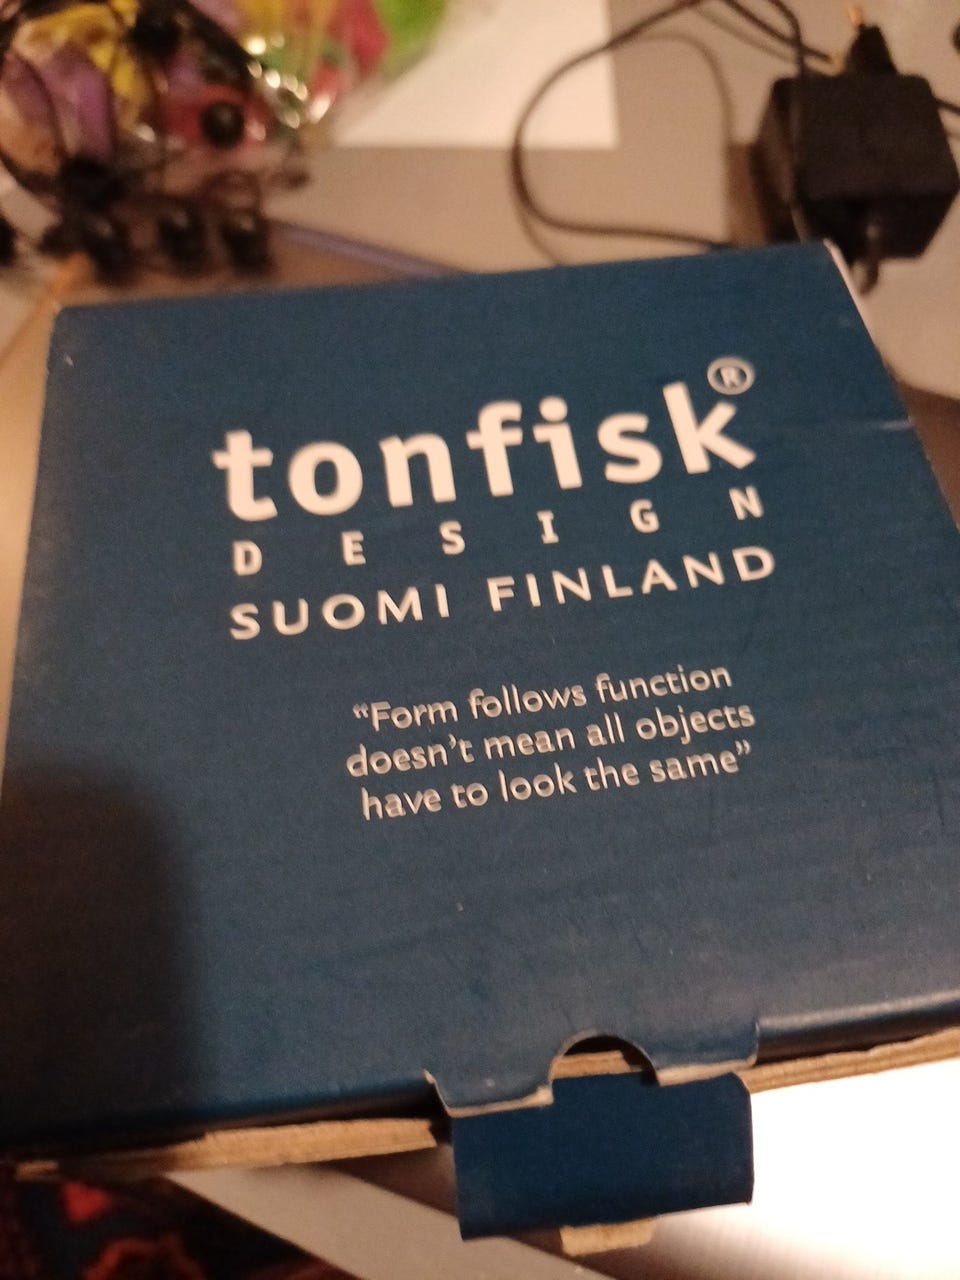 tonfisk®
DESIGN
SUOMI FINLAND
“Form follows function
doesn’t mean all objects
have to look the same”